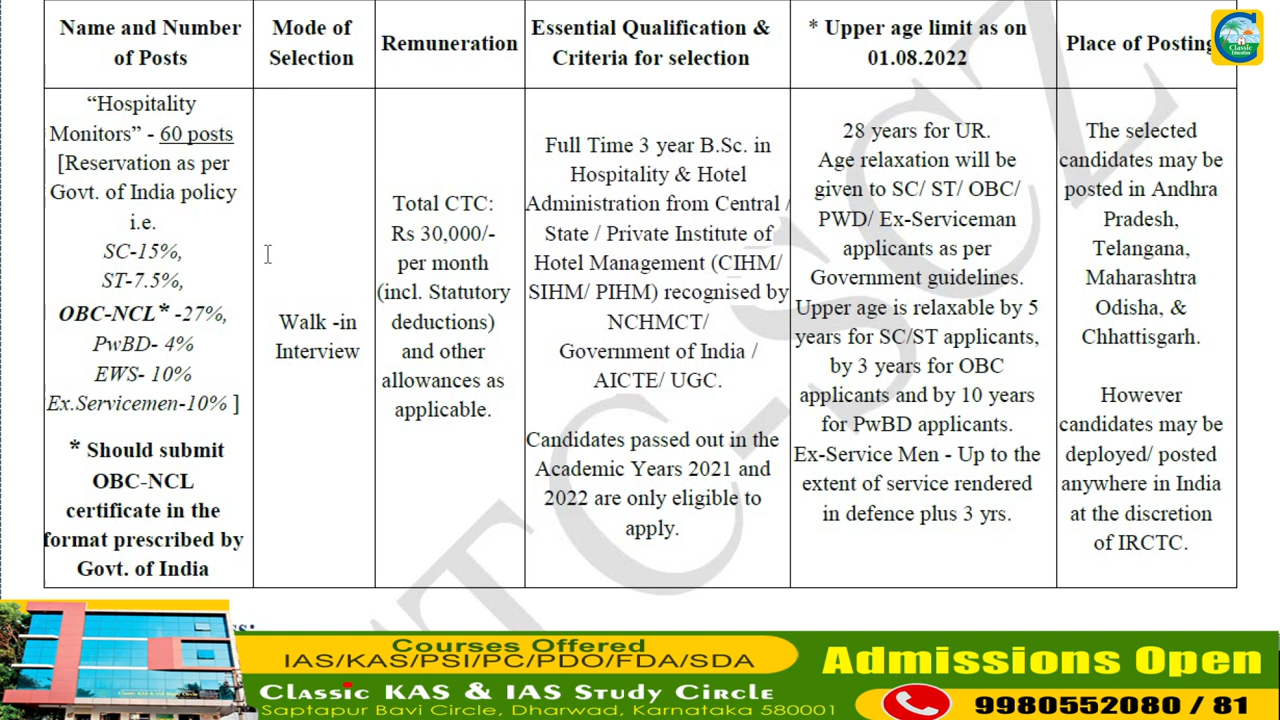 Name and Number
of Posts
Mode of
Selection
Remuneration
Essential Qualification &
Criteria for selection
* Upper age limit as on
01.08.2022
Place of Posting
Classic
Education
“Hospitality
Monitors” - 60 posts
[Reservation as per
Govt. of India policy
i.e.
SC-15%,
ST-7.5%,
OBC-NCL* -27%,
PwBD- 4%
EWS- 10%
Ex.Servicemen-10% ]
* Should submit
OBC-NCL
certificate in the
format prescribed by
Govt. of India
Walk -in
Interview
Total CTC:
Rs 30,000/-
per month
(incl. Statutory
deductions)
and other
allowances as
applicable.
Full Time 3 year B.Sc. in
Hospitality & Hotel
Administration from Central /
State / Private Institute of
Hotel Management (CIHM/
SIHM/ PIHM) recognised by
NCHMCT/
Government of India /
AICTE/ UGC.
Candidates passed out in the
Academic Years 2021 and
2022 are only eligible to
apply.
28 years for UR.
Age relaxation will be
given to SC/ ST/ OBC/
PWD/ Ex-Serviceman
applicants as per
Government guidelines.
Upper age is relaxable by 5
years for SC/ST applicants,
by 3 years for OBC
applicants and by 10 years
for PwBD applicants.
Ex-Service Men - Up to the
extent of service rendered
in defence plus 3 yrs.
The selected
candidates may be
posted in Andhra
Pradesh,
Telangana,
Maharashtra
Odisha, &
Chhattisgarh.
However
candidates may be
deployed/ posted
anywhere in India
at the discretion
of IRCTC.
TC-SCZ
Courses Offered
IAS/KAS/PSI/PC/PDO/FDA/SDA
Classic KAS & IAS Study Circle
Saptapur Bavi Circle, Dharwad, Karnataka 580001
Admissions Open
9980552080 / 81